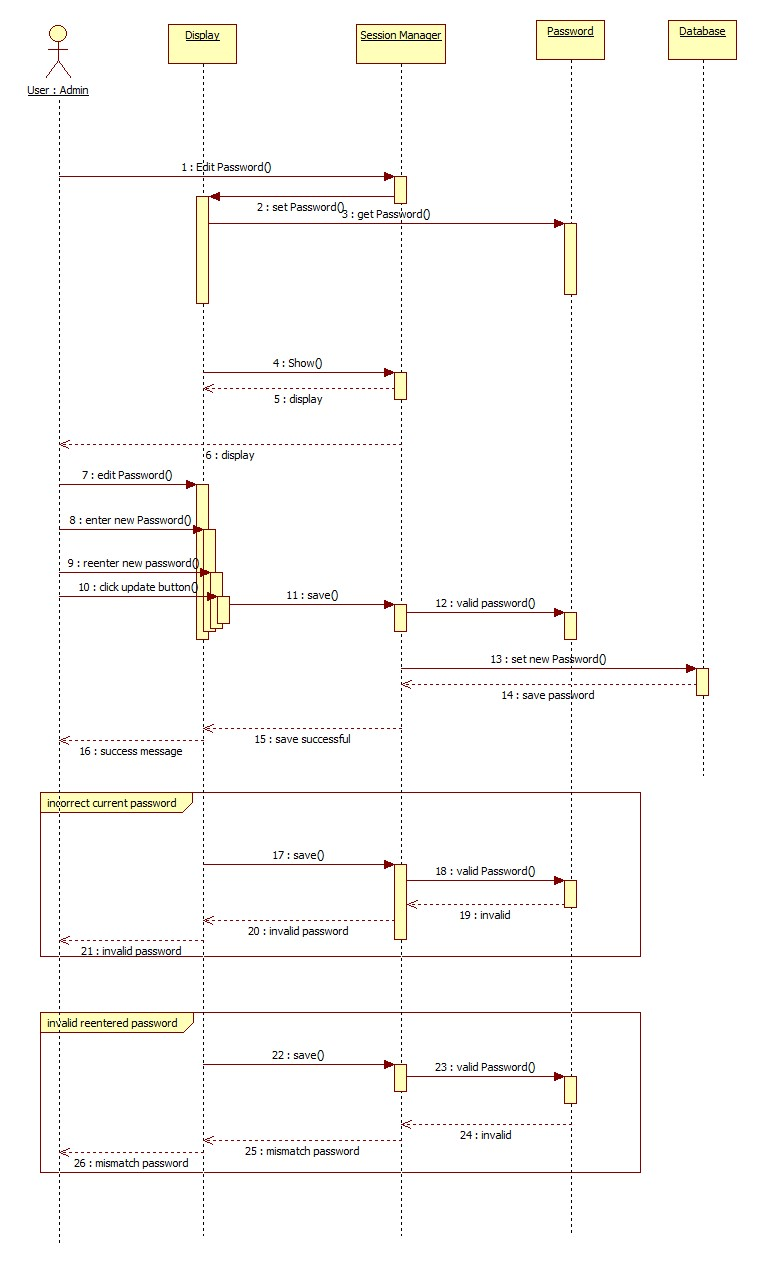 Display
Session Manager
Password
Database
User : Admin
1 : Edit Password()
2 : set Password()
3 : get Password()
4 : Show()
5 : display
6 : display
7 : edit Password()
8 : enter new Password()
9 : reenter new password()
10 : click update button()
11 : save()
12 : valid password()
13 : set new Password()
14 : save password
15 : save successful
16 : success message
incorrect current password
17 : save()
18 : valid Password()
19 : invalid
20 : invalid password
21 : invalid password
invalid reentered password
22 : save()
23 : valid Password()
24 : invalid
25 : mismatch password
26 : mismatch password